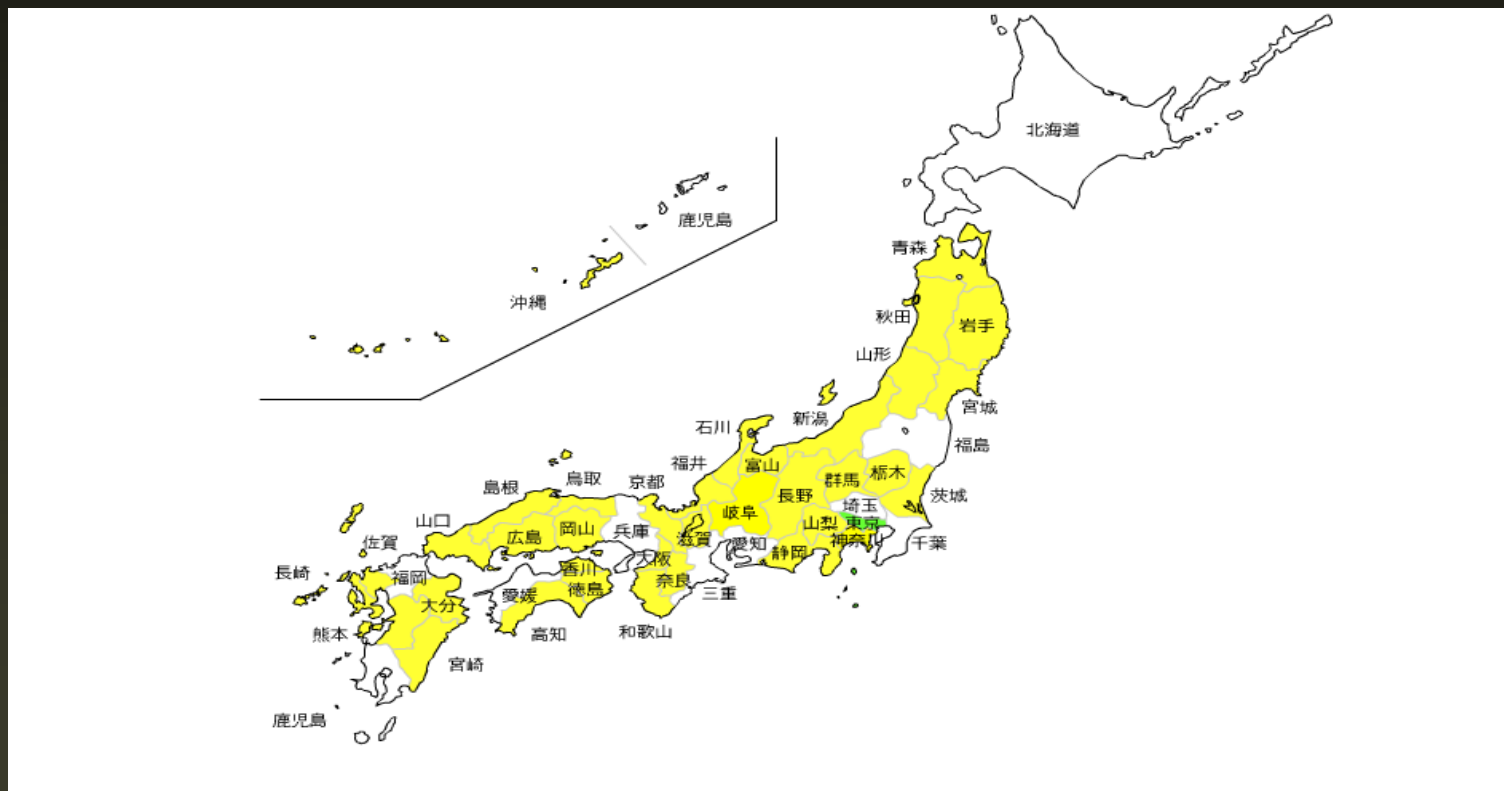 北海道
鹿児島
青森
沖縄
秋田
岩手
山形
宮城
新潟
石川
福島
富山
福井
群馬
栃木
鳥取
京都
島根
長野
茨城
埼玉
岐阜
山口
東京
山梨
岡山
兵庫
広島
滋賀
神奈川
佐賀
愛知
千葉
静岡
大阪
香川
長崎
福岡
奈良
徳島
三重
愛媛
大分
和歌山
熊本
高知
宮崎
鹿児島